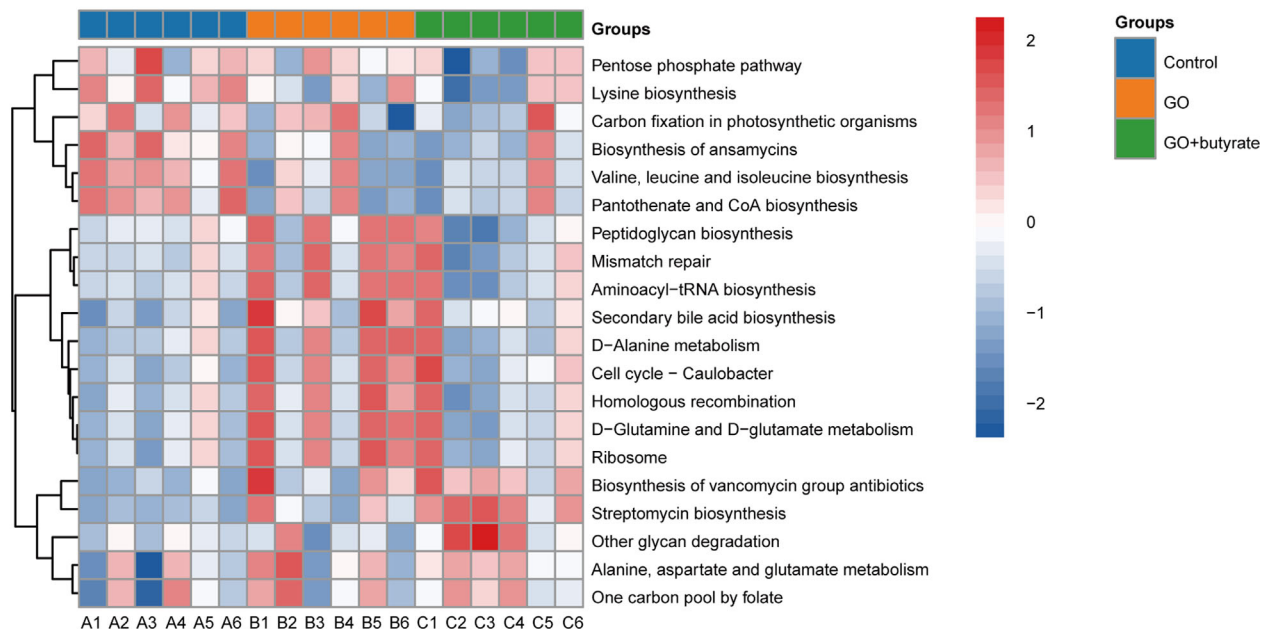 Groups
Pentose phosphate pathway
Lysine biosynthesis
Carbon fixation in photosynthetic organisms
Biosynthesis of ansamycins
Valine, leucine and isoleucine biosynthesis
Pantothenate and CoA biosynthesis
Peptidoglycan biosynthesis
Mismatch repair
Aminoacyl−tRNA biosynthesis
Secondary bile acid biosynthesis
D−Alanine metabolism
Cell cycle − Caulobacter
Homologous recombination
D−Glutamine and D−glutamate metabolism
Ribosome
Biosynthesis of vancomycin group antibiotics
Streptomycin biosynthesis
Other glycan degradation
Alanine, aspartate and glutamate metabolism
One carbon pool by folate
A1 A2 A3 A4 A5 A6 B1 B2 B3 B4 B5 B6 C1 C2 C3 C4 C5 C6
2
1
0
−1
−2
Groups
Control
GO
GO+butyrate